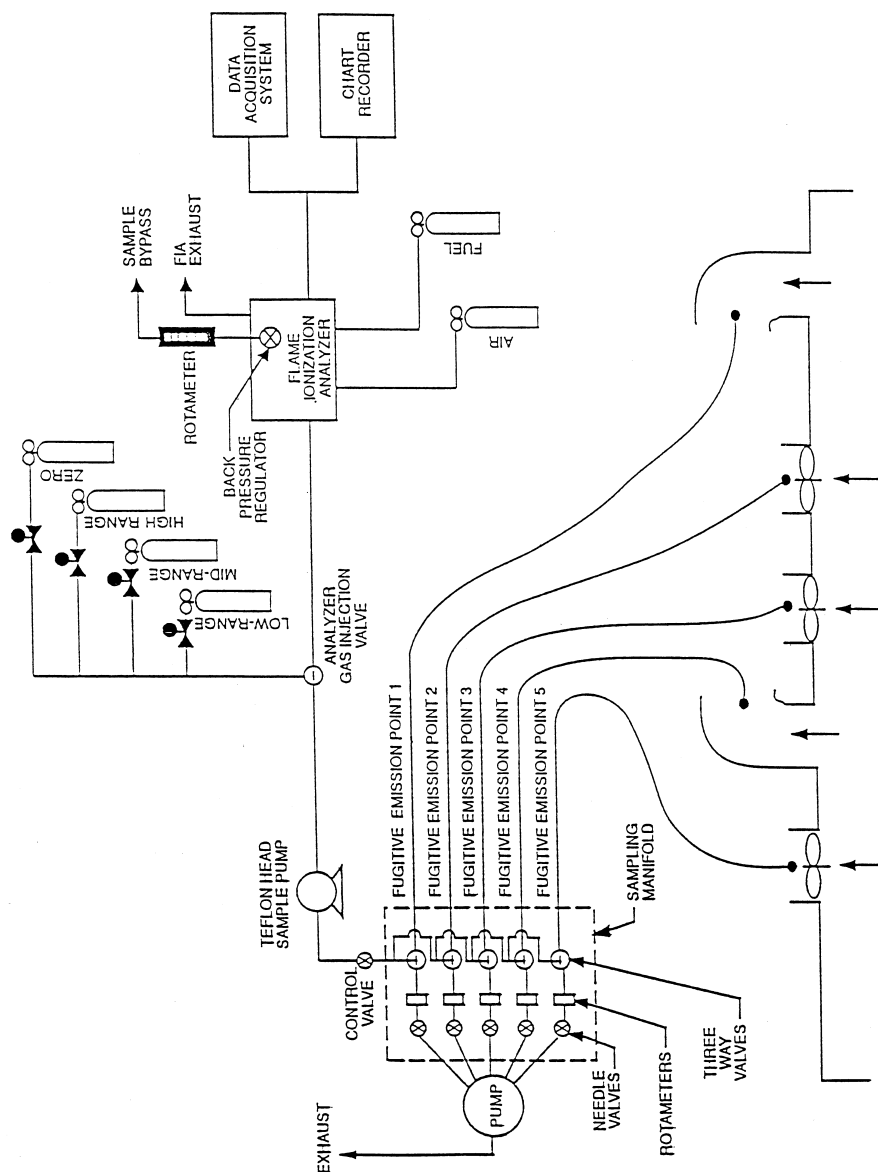 EXHAUST
PUMP
NEEDLE
VALVES
ROTAMETERS
THREE
WAY
VALVES
CONTROL
VALVE
TEFLON HEAD
SAMPLE PUMP
SAMPLING
MANIFOLD
FUGITIVE EMISSION POINT 1
FUGITIVE EMISSION POINT 2
FUGITIVE EMISSION POINT 3
FUGITIVE EMISSION POINT 4
FUGITIVE EMISSION POINT 5
ANALYZER
GAS INJECTION
VALVE
ZERO
HIGH RANGE
MID-RANGE
LOW-RANGE
BACK
PRESSURE
REGULATOR
ROTAMETER
FLAME
IONIZATION
ANALYZER
SAMPLE
BYPASS
FIA
EXHAUST
AIR
FUEL
DATA
ACQUISITION
SYSTEM
CHART
RECORDER